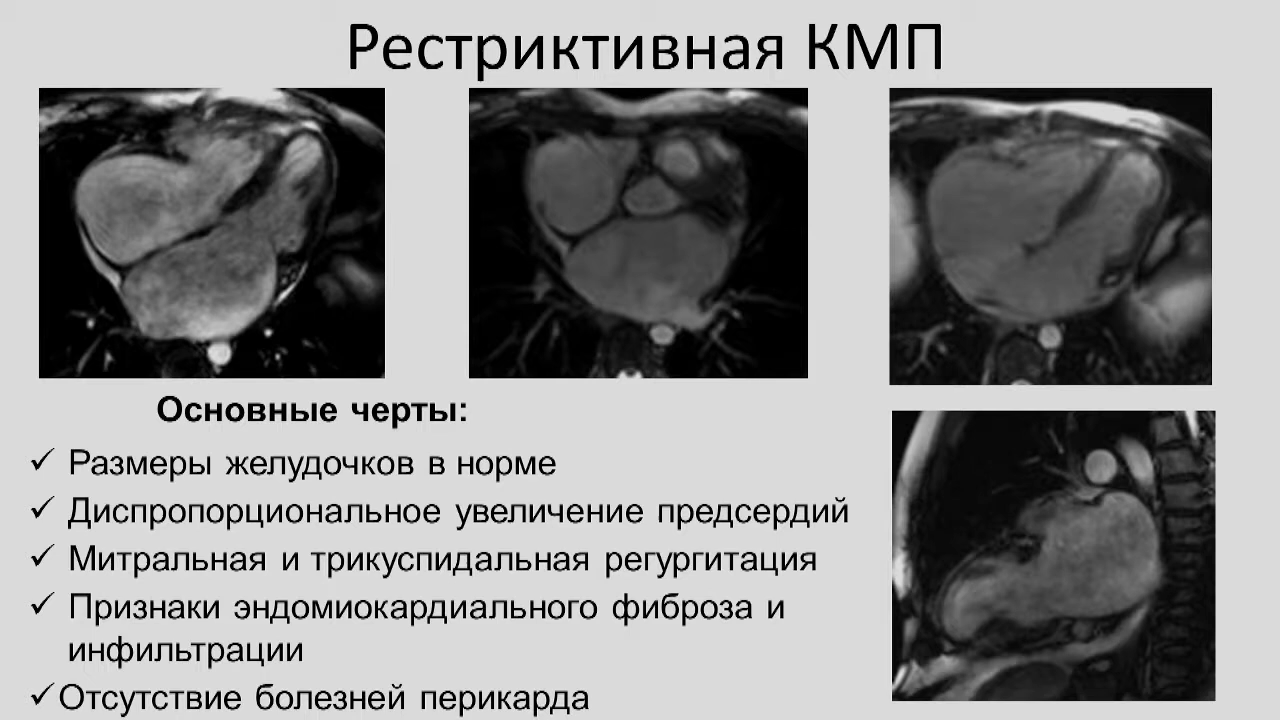 Рестриктивная КМП
Основные черты:
✓ Размеры желудочков в норме
✓ Диспропорциональное увеличение предсердий
✓ Митральная и трикуспидальная регургитация
✓ Признаки эндомиокардиального фиброза и
инфильтрации
✓Отсутствие болезней перикарда